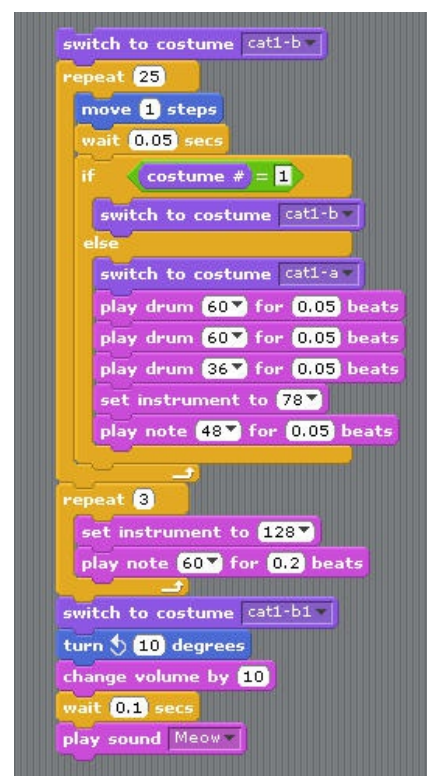 switch to costume cat1-b
repeat 25
move 1 steps
wait 0.05 secs
if costume # = 1
switch to costume cat1-b
else
switch to costume cat1-a
play drum 60 for 0.05 beats
play drum 60 for 0.05 beats
play drum 36 for 0.05 beats
set instrument to 78
play note 48 for 0.05 beats
repeat 3
set instrument to 128
play note 60 for 0.2 beats
switch to costume cat1-b1
turn 10 degrees
change volume by 10
wait 0.1 secs
play sound Meow